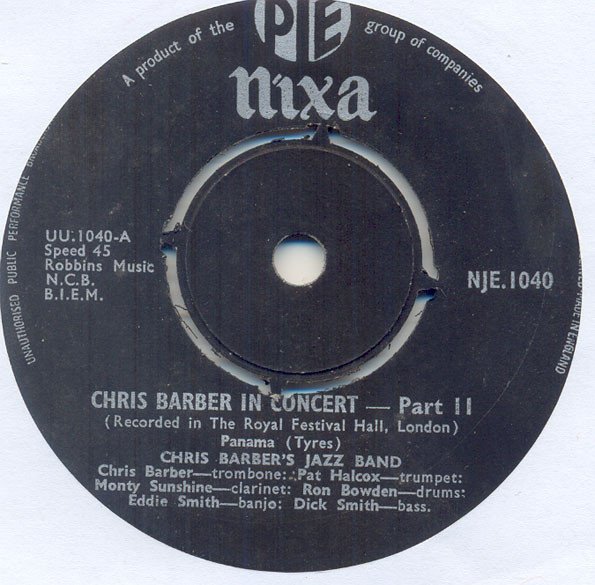 PYE
A product of the group of companies
nixa
UNAUTHORISED PUBLIC PERFORMANCE
UU.1040-A
Speed 45
Robbins Music
N.C.B.
B.I.E.M.
NJE.1040
MADE IN ENGLAND
CHRIS BARBER IN CONCERT — Part II
(Recorded in The Royal Festival Hall, London)
Panama (Tyres)
CHRIS BARBER'S JAZZ BAND
Chris Barber—trombone: Pat Halcox—trumpet:
Monty Sunshine—clarinet: Ron Bowden—drums:
Eddie Smith—banjo: Dick Smith—bass.